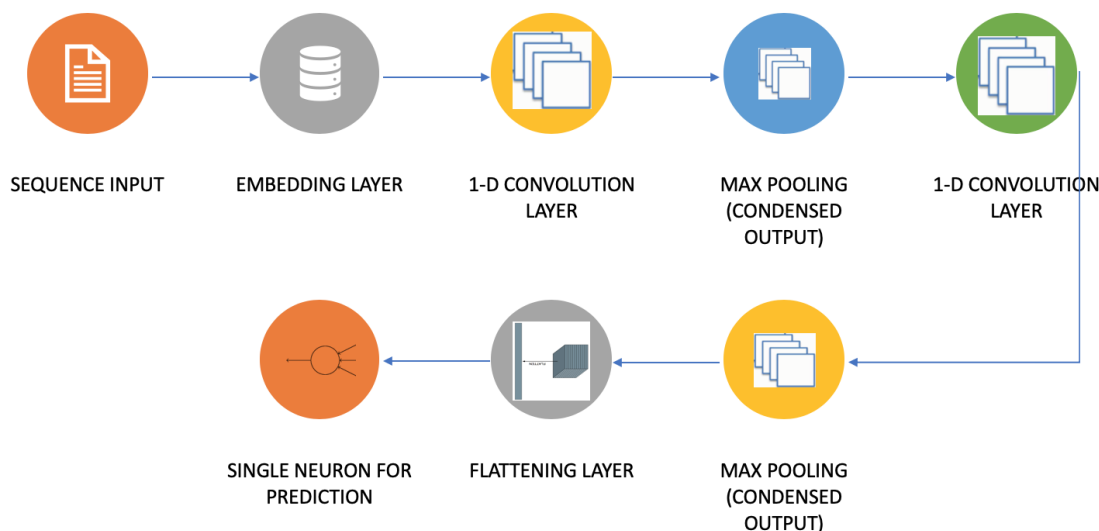 SEQUENCE INPUT
EMBEDDING LAYER
1-D CONVOLUTION
LAYER
MAX POOLING
(CONDENSED
OUTPUT)
1-D CONVOLUTION
LAYER
SINGLE NEURON FOR
PREDICTION
FLATTENING LAYER
MAX POOLING
(CONDENSED
OUTPUT)